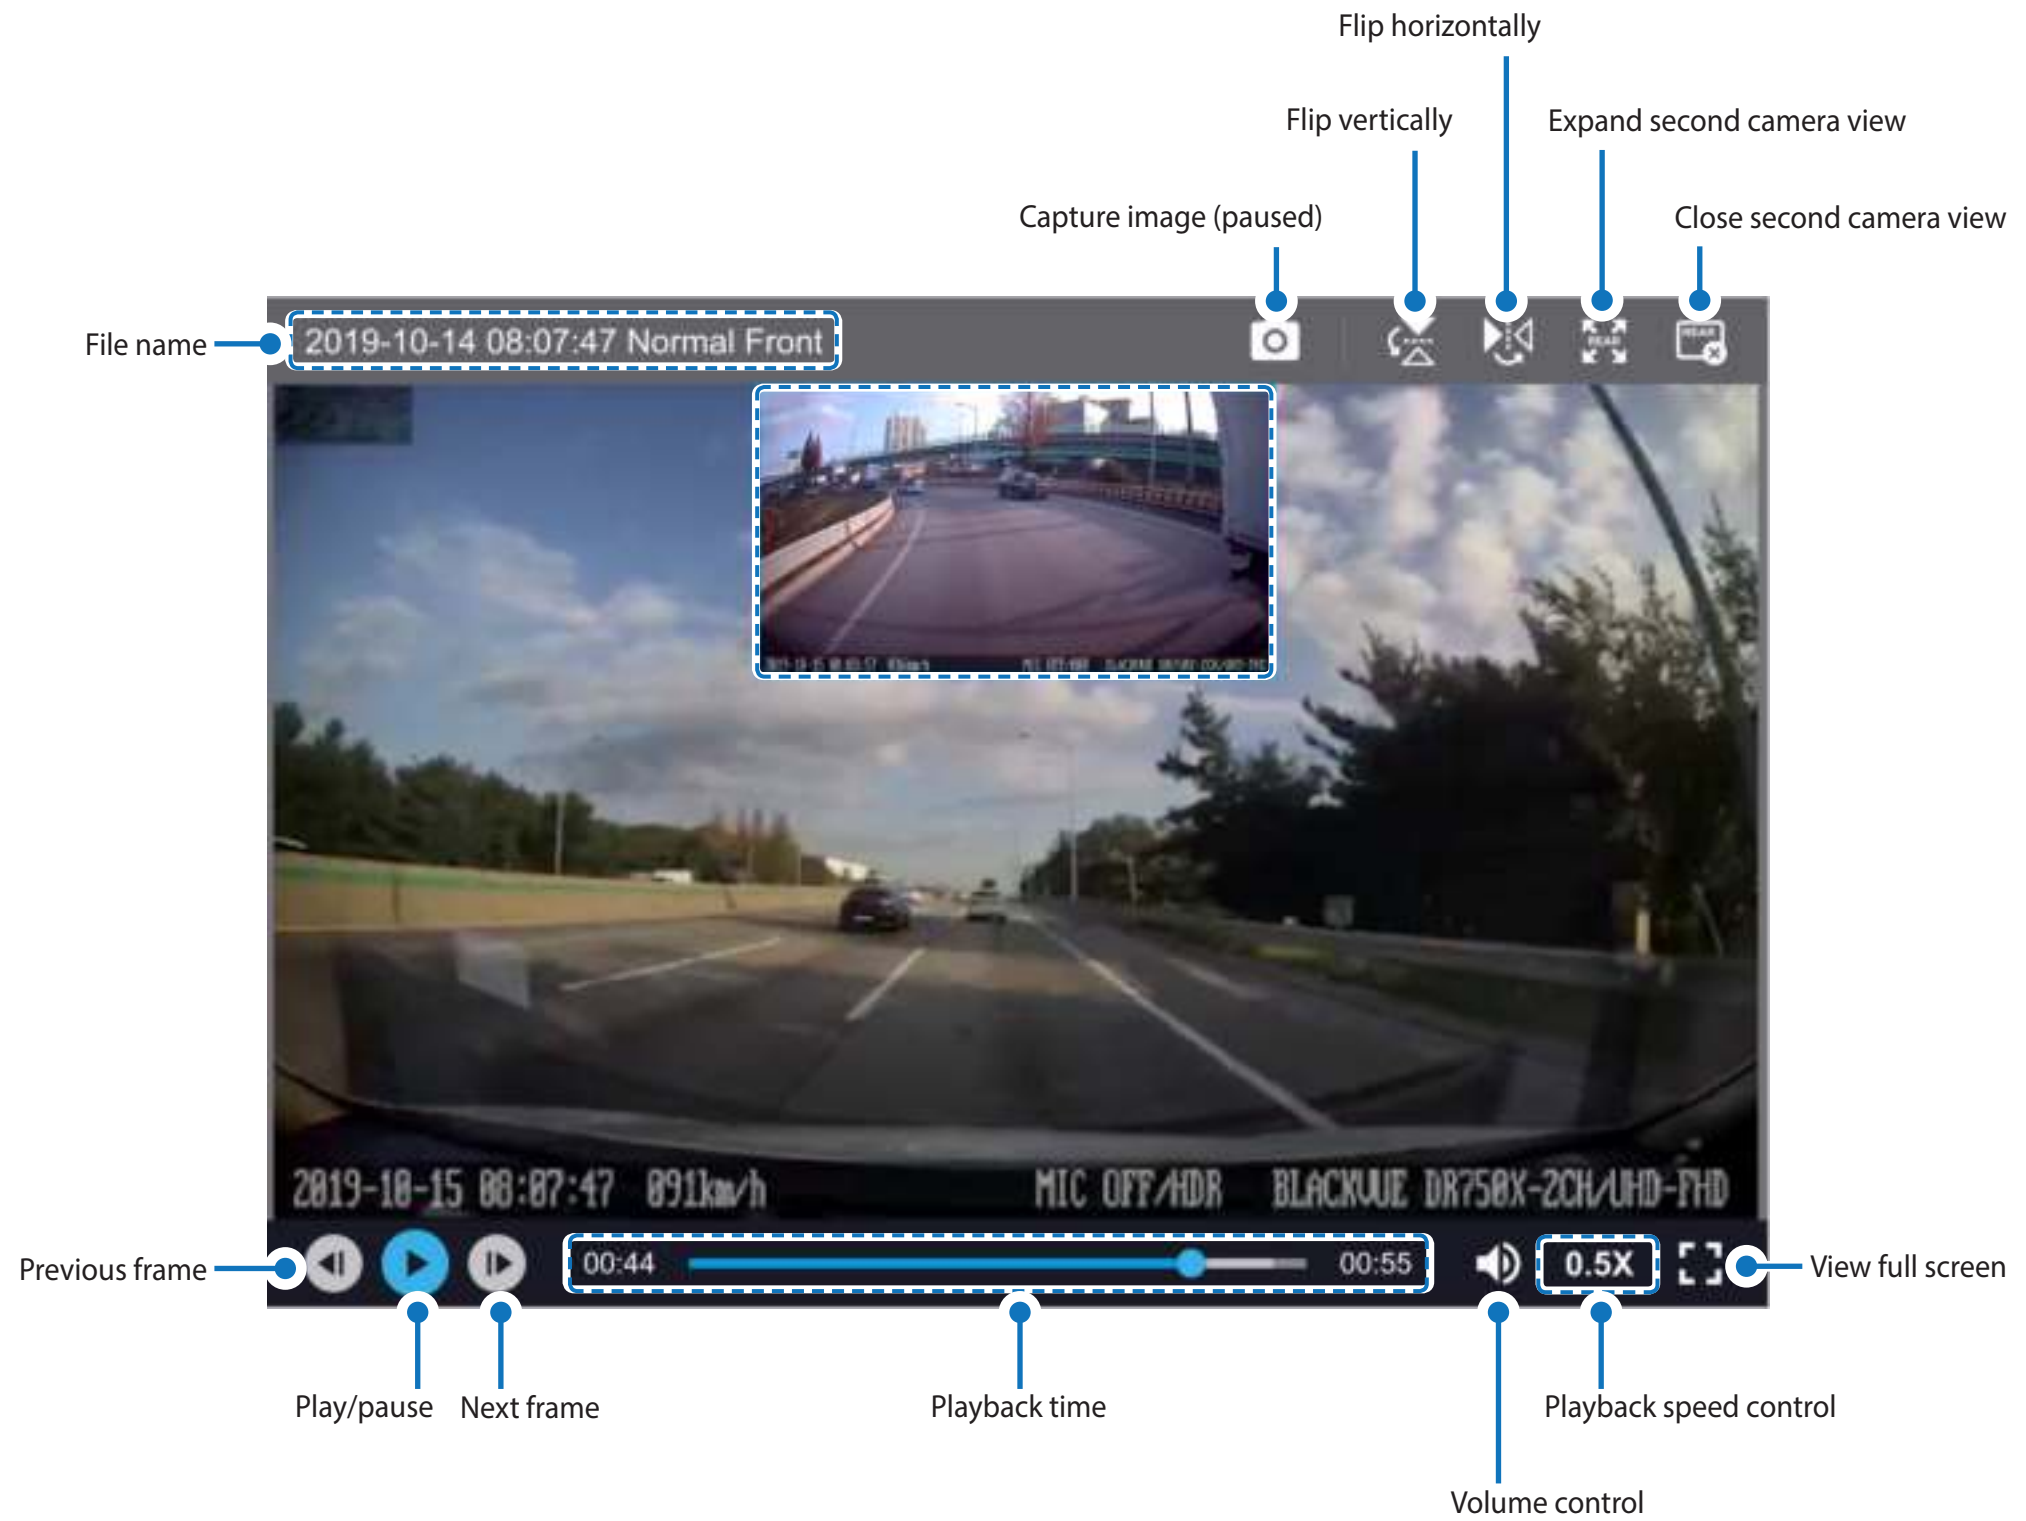 Flip horizontally
Flip vertically
Expand second camera view
Capture image (paused)
Close second camera view
File name
2019-10-14 08:07:47 Normal Front
REAR
REAR
2019-10-15 08:07:47 091km/h
MIC OFF/HDR BLACKVUE DR750X-2CH/UHD-FHD
Previous frame
00:44
00:55
0.5X
View full screen
Play/pause
Next frame
Playback time
Playback speed control
Volume control